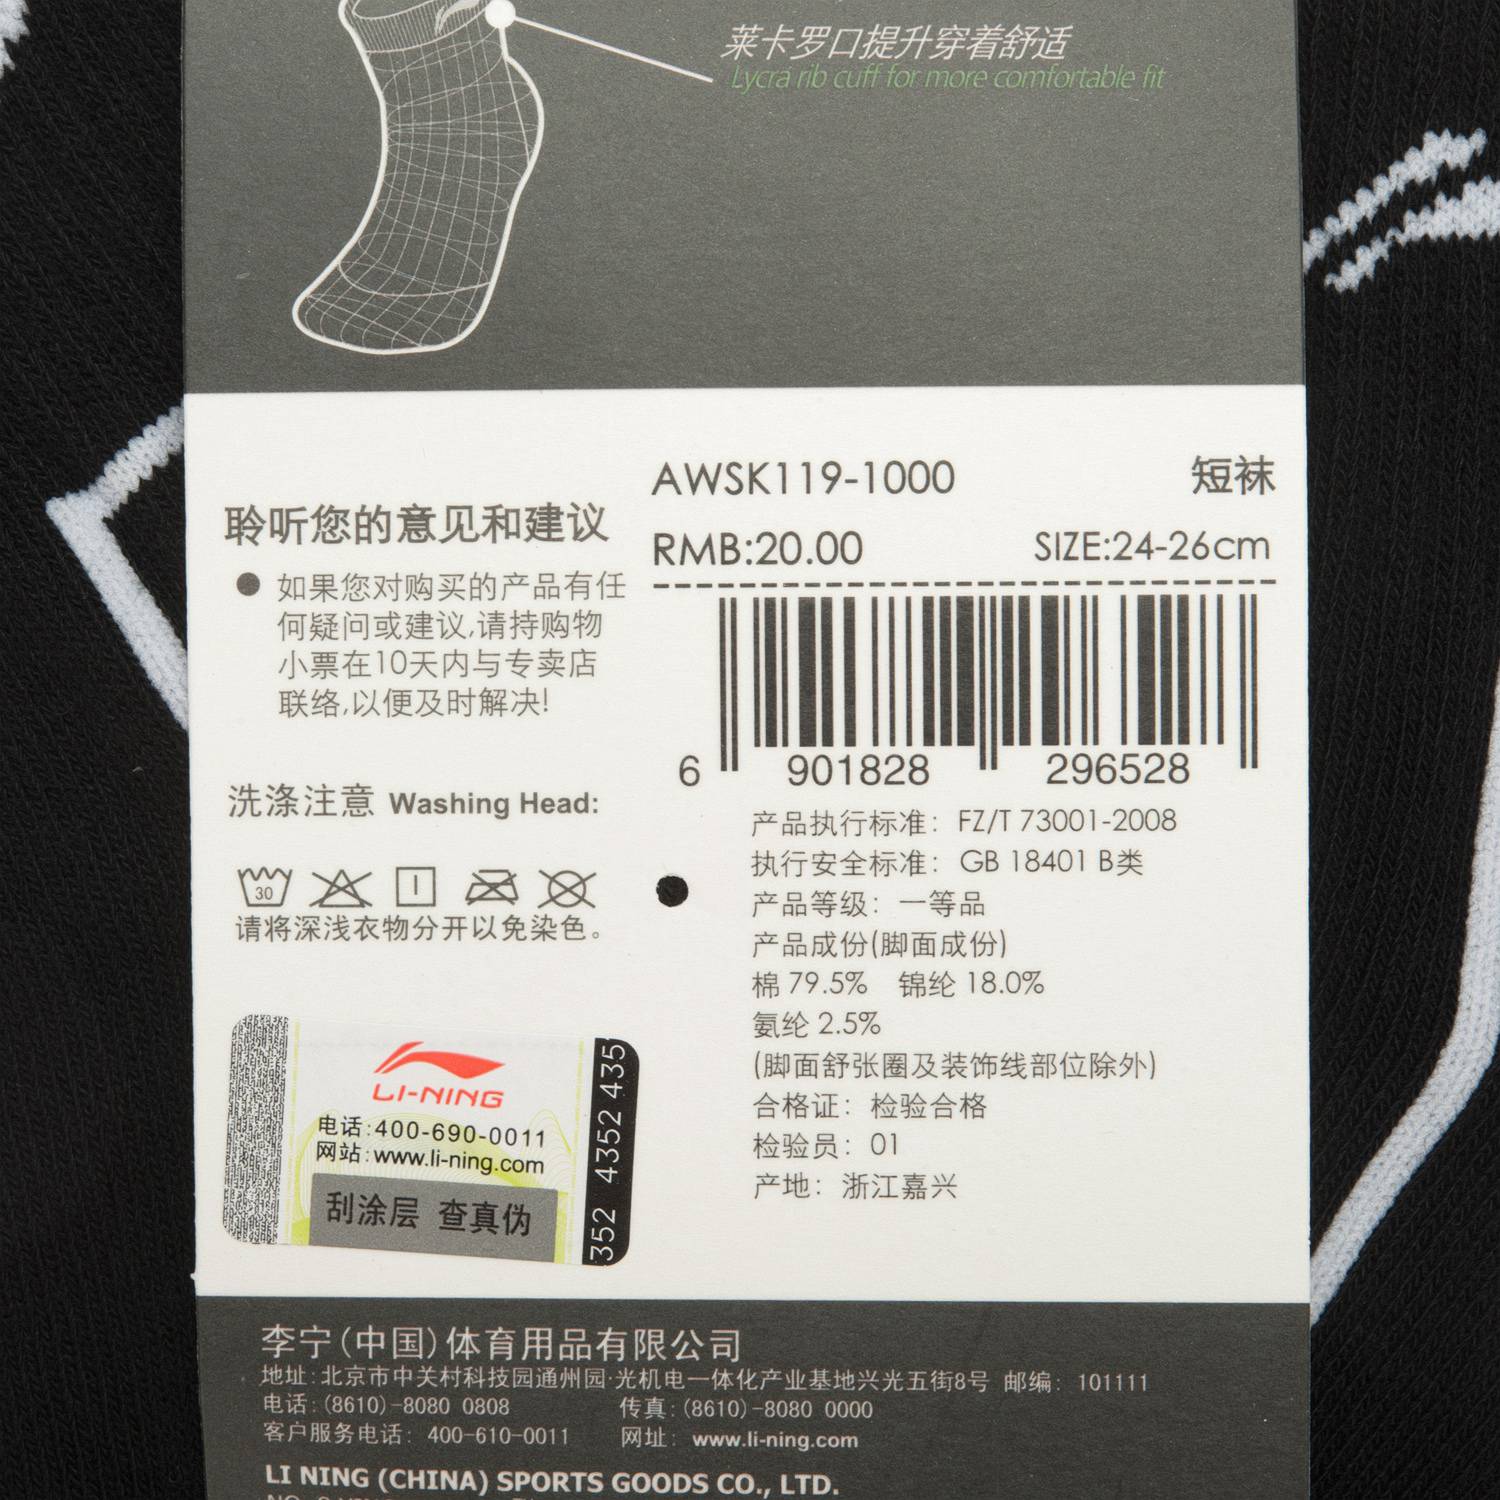 莱卡罗口提升穿着舒适
Lycra rib cuff for more comfortable fit
AWSK119-1000 短袜
RMB:20.00 SIZE:24-26cm
6 901828 296528
聆听您的意见和建议
● 如果您对购买的产品有任
何疑问或建议,请持购物
小票在10天内与专卖店
联络,以便及时解决!
洗涤注意 Washing Head:
30
请将深浅衣物分开以免染色。
产品执行标准: FZ/T 73001-2008
执行安全标准: GB 18401 B类
产品等级: 一等品
产品成份(脚面成份)
棉 79.5% 锦纶 18.0%
氨纶 2.5%
(脚面舒张圈及装饰线部位除外)
合格证: 检验合格
检验员: 01
产地: 浙江嘉兴
LI-NING
电话:400-690-0011
网站:www.li-ning.com
刮涂层 查真伪
352 4352 435
李宁(中国)体育用品有限公司
地址:北京市中关村科技园通州园·光机电一体化产业基地兴光五街8号 邮编: 101111
电话:(8610)-8080 0808 传真:(8610)-8080 0000
客户服务电话: 400-610-0011 网址: www.li-ning.com
LI NING (CHINA) SPORTS GOODS CO., LTD.